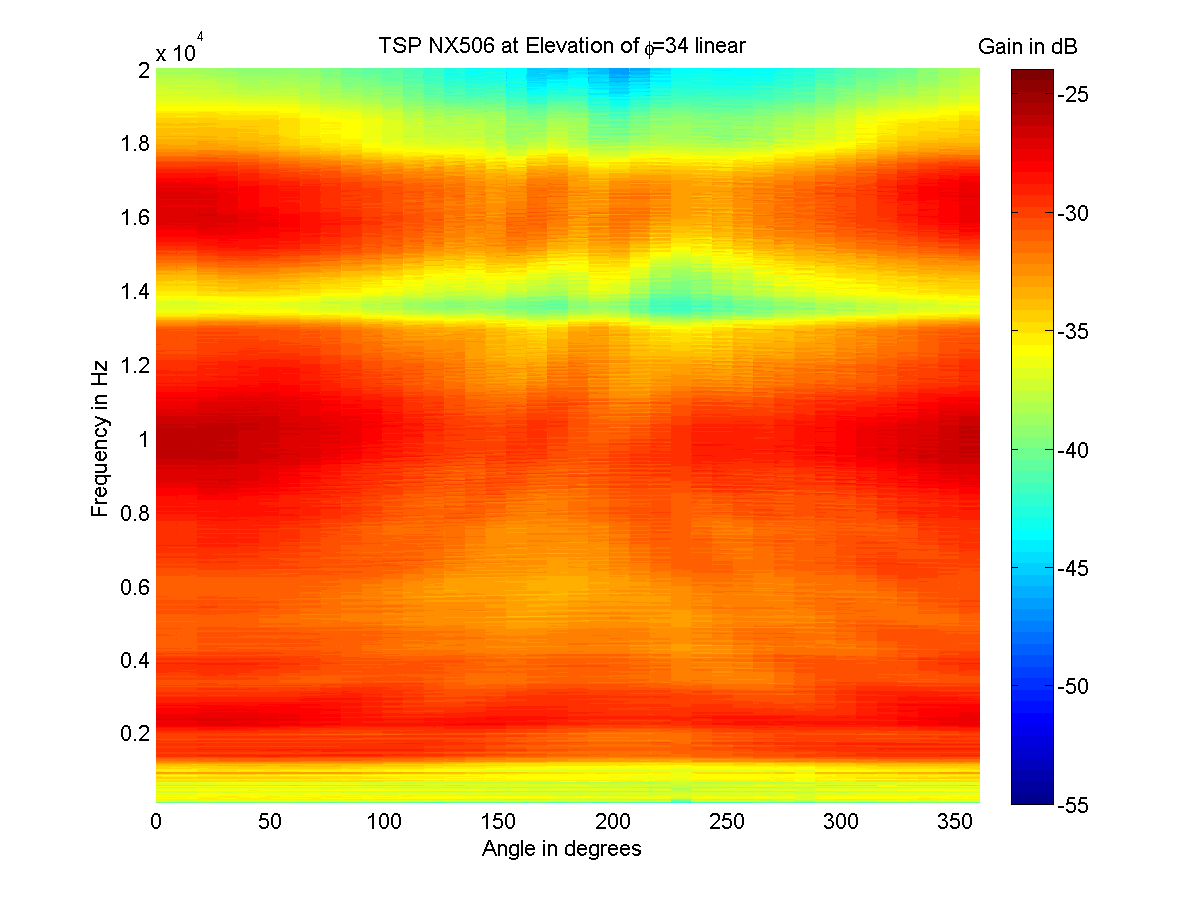 TSP NX506 at Elevation of ϕ=34 linear
Gain in dB
x 10^4
2
1.8
1.6
1.4
1.2
1
0.8
0.6
0.4
0.2
Frequency in Hz
0 50 100 150 200 250 300 350
Angle in degrees
-25
-30
-35
-40
-45
-50
-55